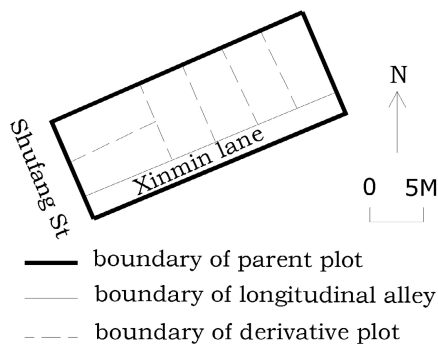 N
Shufang St
Xinmin lane
0 5M
boundary of parent plot
boundary of longitudinal alley
boundary of derivative plot